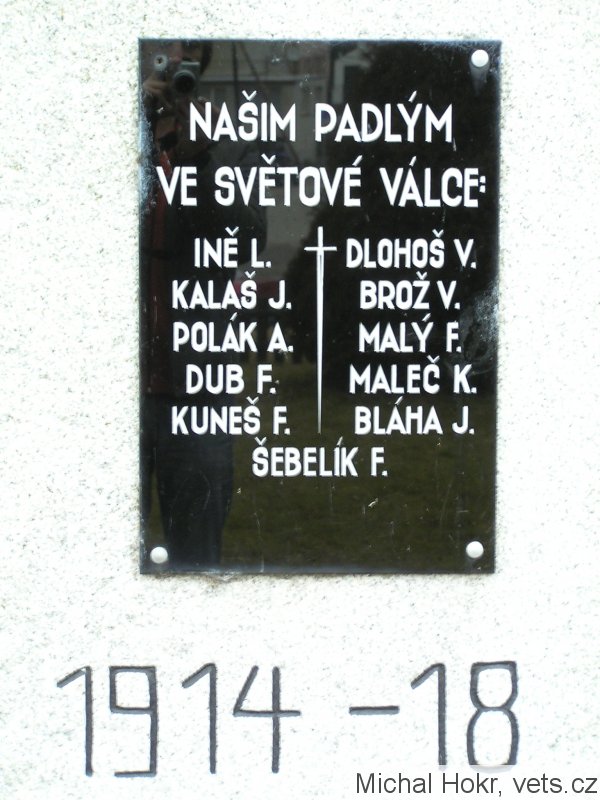 NAŠIM PADLÝM
VE SVĚTOVÉ VÁLCE:
INĚ L. DLOHOŠ V.
KALAŠ J. BROŽ V.
POLÁK A. MALÝ F.
DUB F. MALEČ K.
KUNEŠ F. BLÁHA J.
ŠEBELÍK F.
1914-18
Michal Hokr, vets.cz